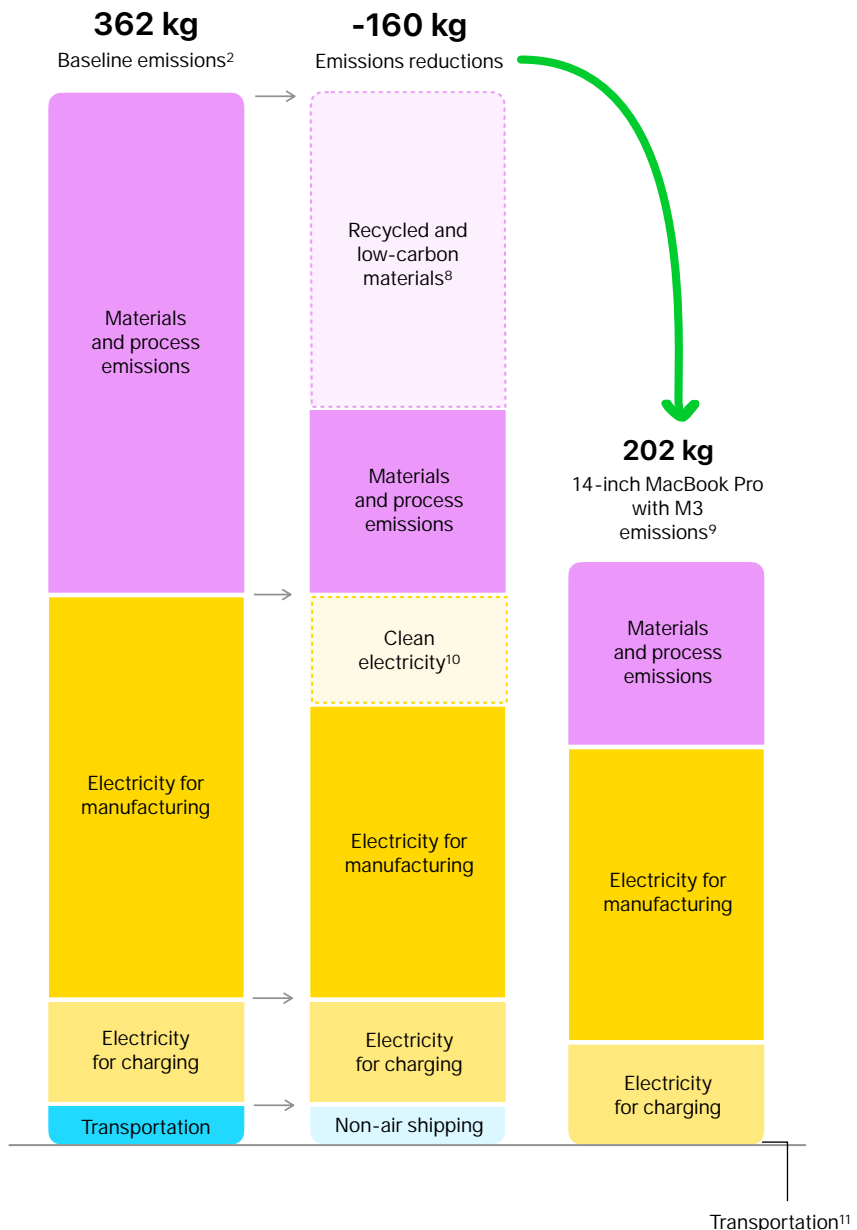 362 kg
Baseline emissions²
-160 kg
Emissions reductions
Materials
and process
emissions
Electricity for
manufacturing
Electricity
for charging
Transportation
Recycled and
low-carbon
materials⁸
Materials
and process
emissions
Clean
electricity¹⁰
Electricity for
manufacturing
Electricity
for charging
Non-air shipping
202 kg
14-inch MacBook Pro
with M3
emissions⁹
Materials
and process
emissions
Electricity for
manufacturing
Electricity
for charging
Transportation¹¹